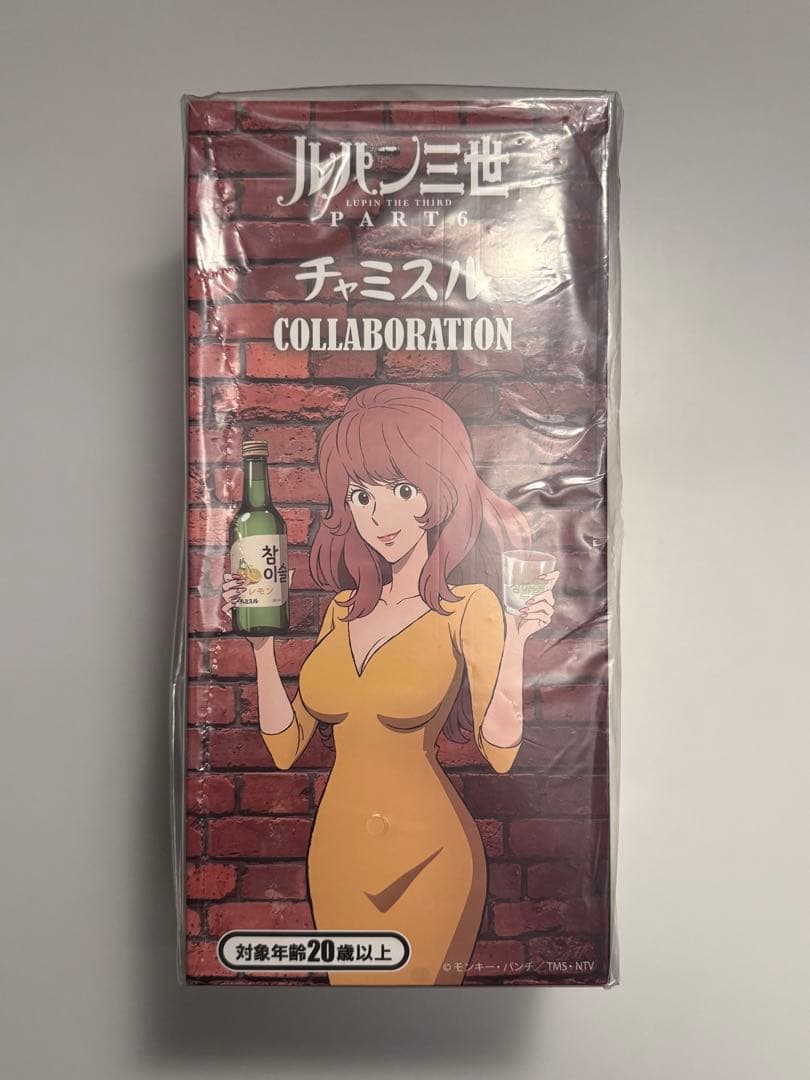 ルパン三世
LUPIN THE THIRD
PART 6
チャミスル
COLLABORATION
참
이슬
レモン
チャミスル
対象年齢20歳以上
© モンキー・パンチ／TMS・NTV